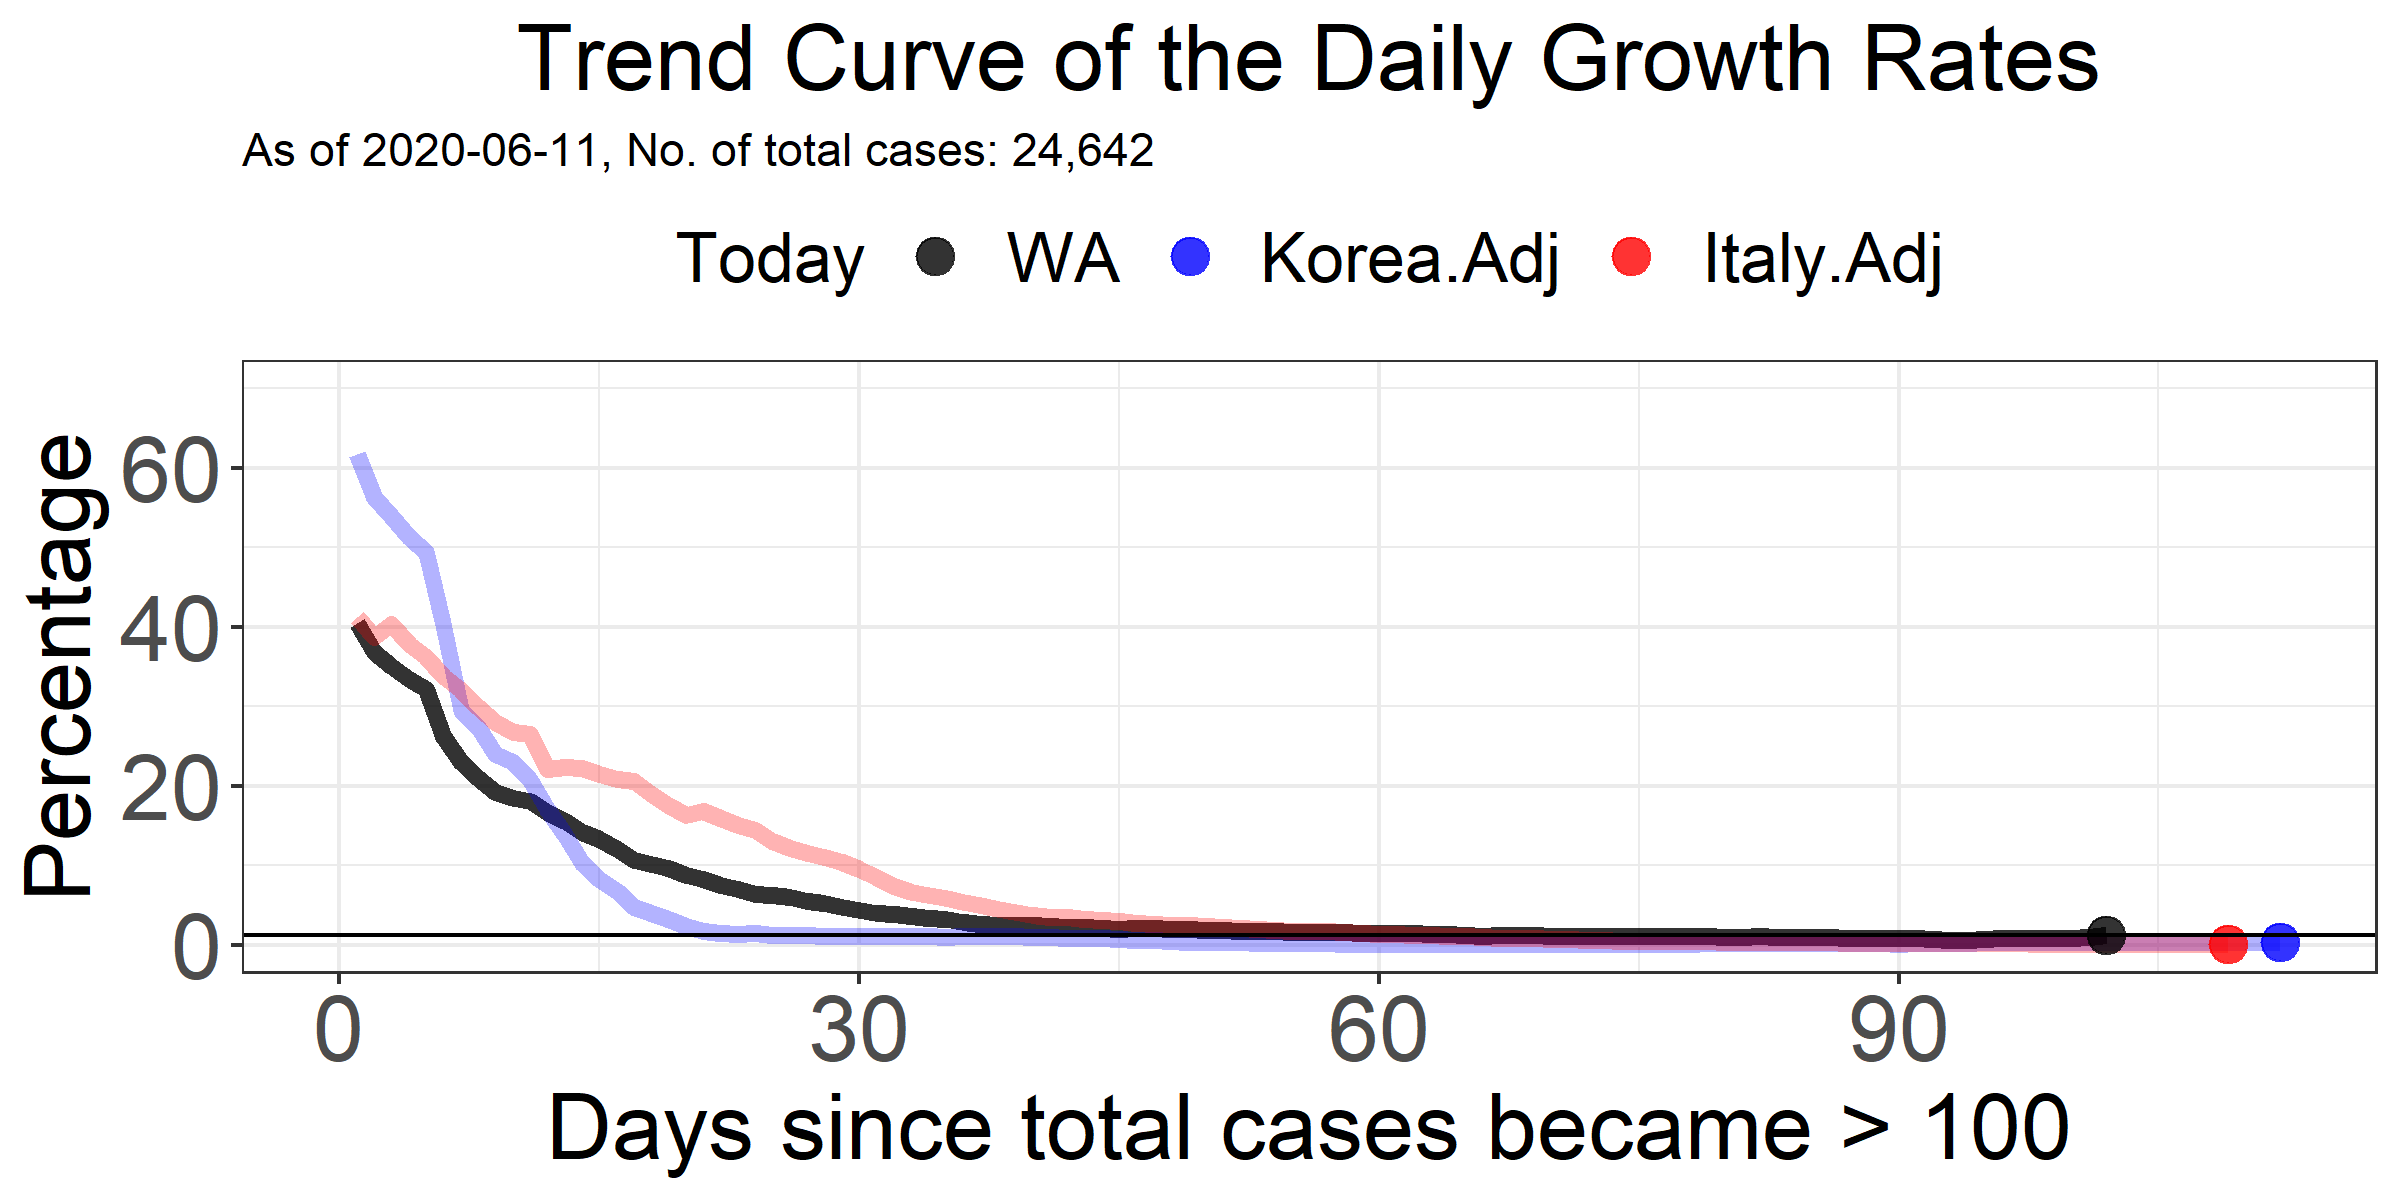 Trend Curve of the Daily Growth Rates
As of 2020-06-11, No. of total cases: 24,642
Today WA Korea.Adj Italy.Adj
Percentage
60
40
20
0
0 30 60 90
Days since total cases became > 100